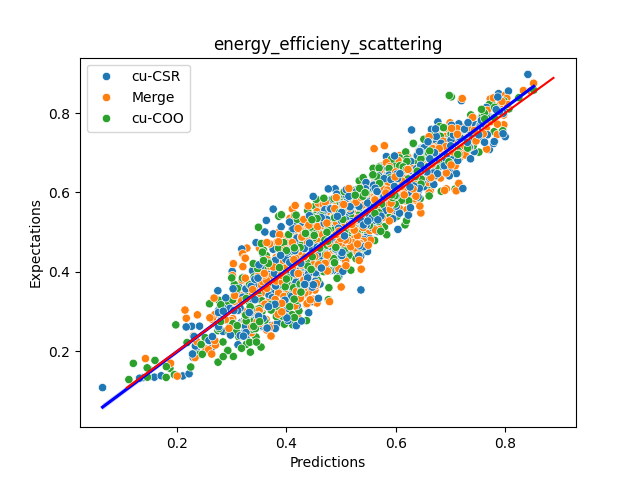 energy_efficieny_scattering
cu-CSR
Merge
cu-COO
Expectations
0.8
0.6
0.4
0.2
0.2 0.4 0.6 0.8
Predictions